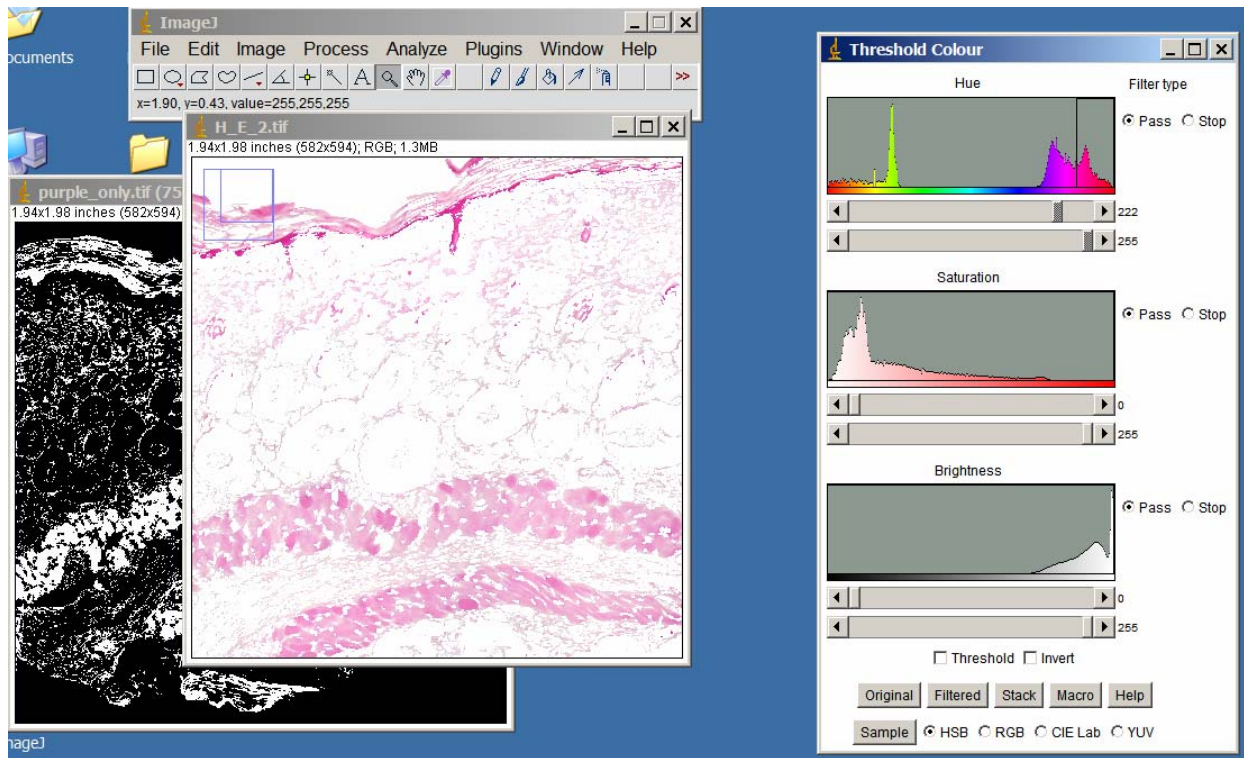 ImageJ
File Edit Image Process Analyze Plugins Window Help
A >>
x=1.90, y=0.43, value=255,255,255
ocuments
H_E_2.tif
1.94x1.98 inches (582x594); RGB; 1.3MB
purple_only.tif (75
1.94x1.98 inches (582x594)
nageJ
Threshold Colour
Hue Filter type
Pass Stop
222
255
Saturation
Pass Stop
0
255
Brightness
Pass Stop
0
255
Threshold Invert
Original Filtered Stack Macro Help
Sample HSB RGB CIE Lab YUV